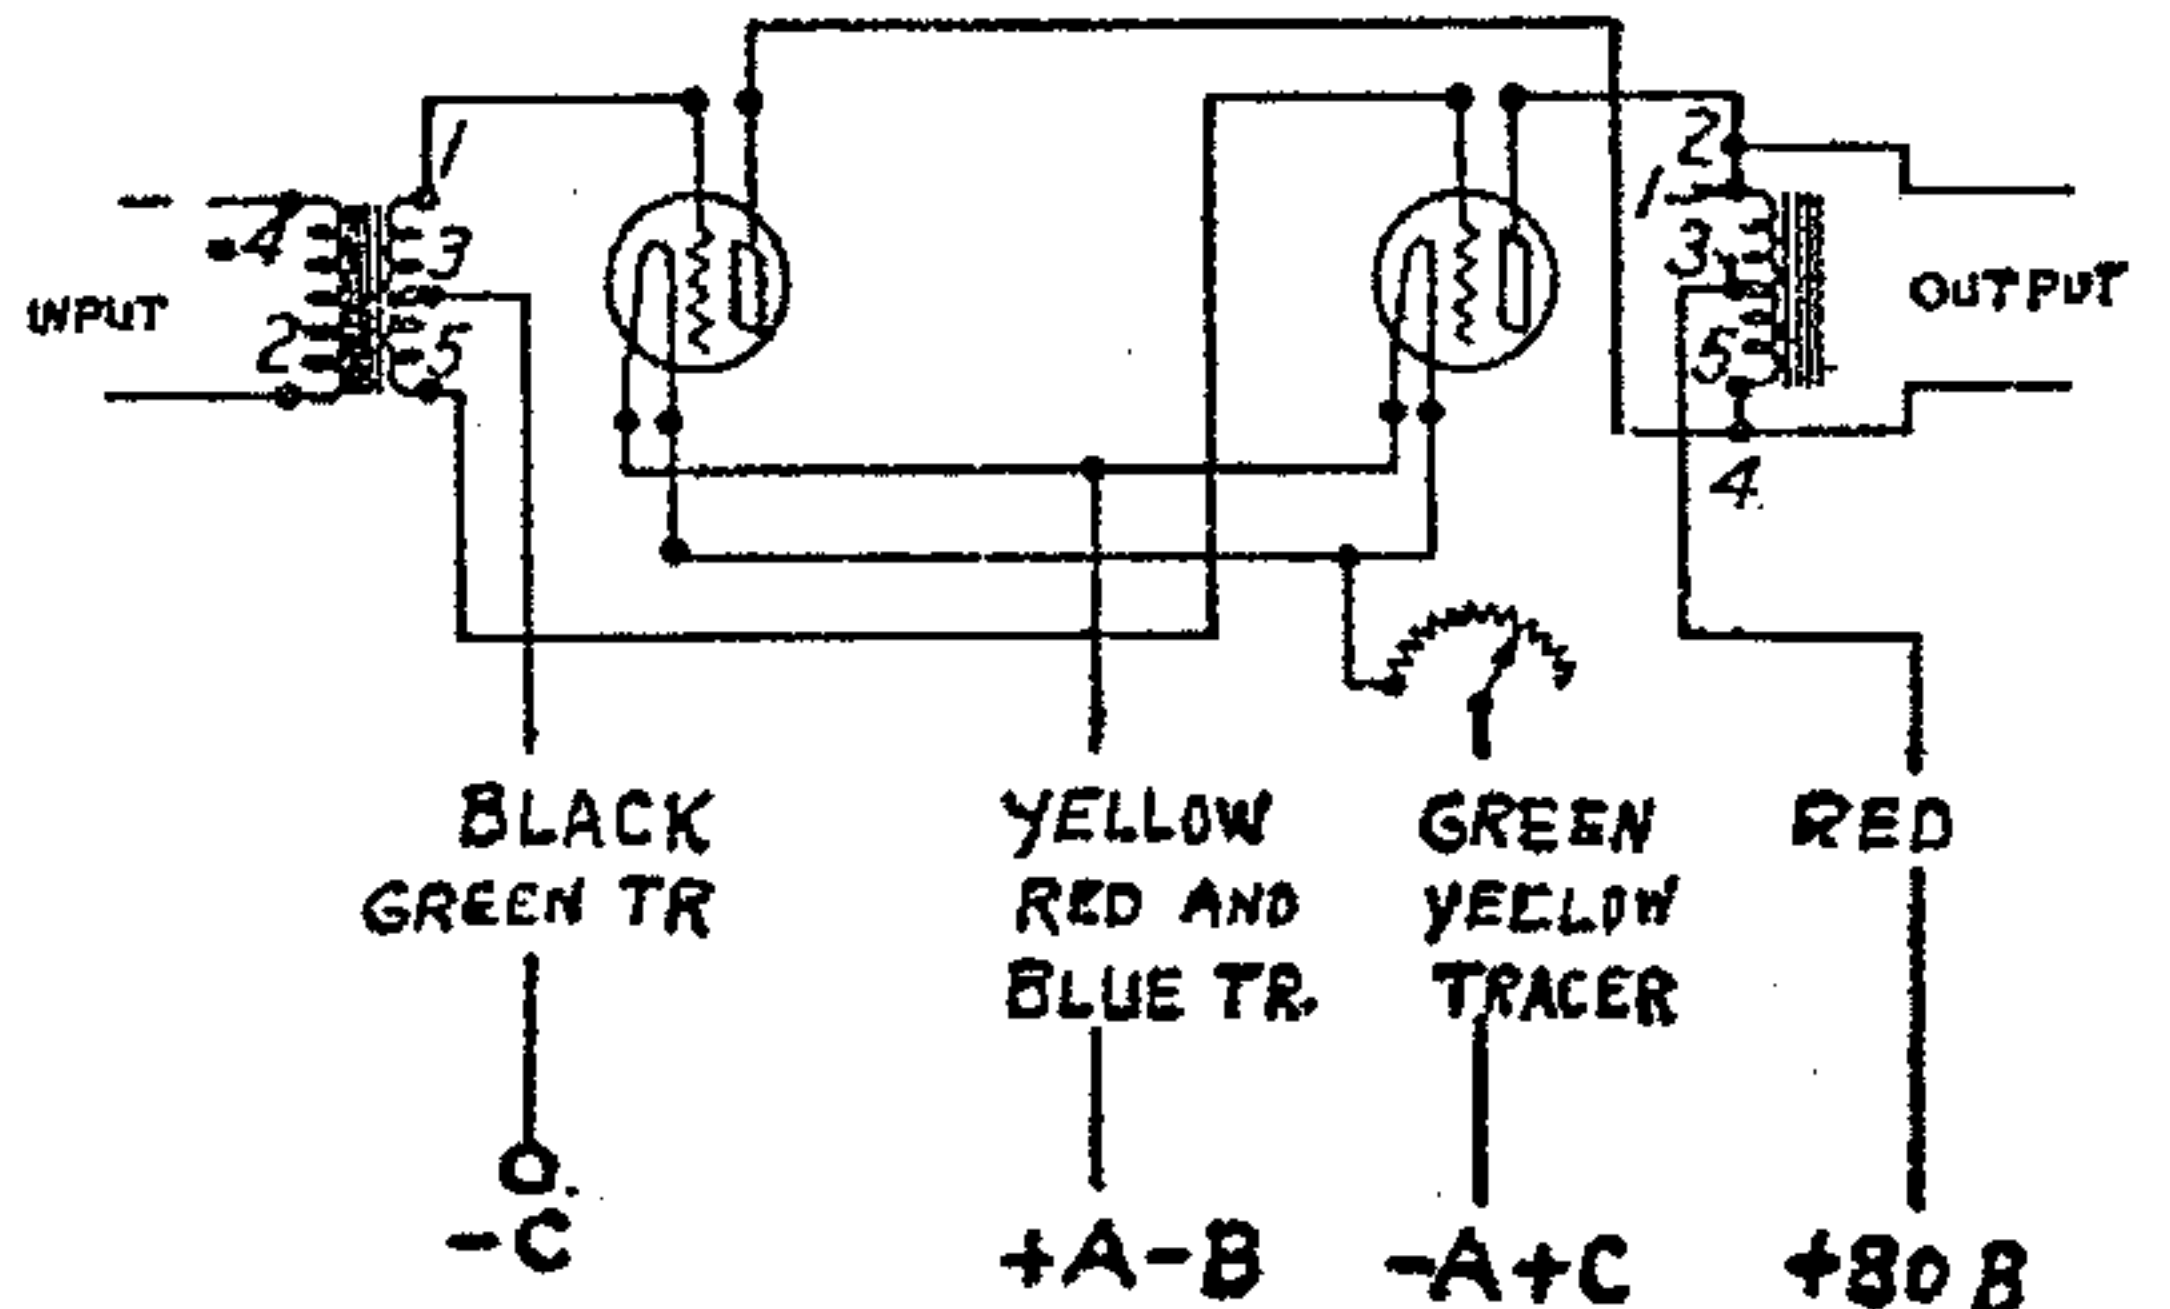 1
4
3
INPUT
2
5
2
1
3
5
4
OUTPUT
BLACK
GREEN TR
-C
YELLOW
RED AND
BLUE TR.
+A-B
GREEN
YELLOW
TRACER
-A+C
RED
+80 B